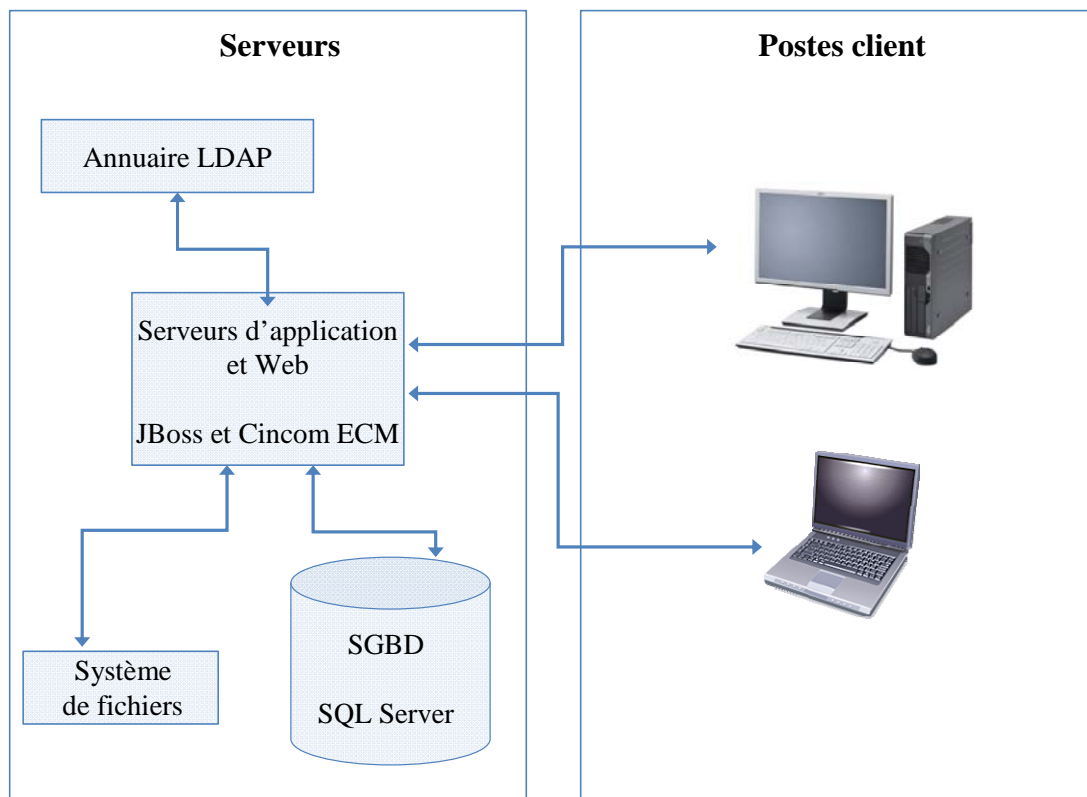 Serveurs
Postes client
Annuaire LDAP
Serveurs d’application
et Web
JBoss et Cincom ECM
SGBD
SQL Server
Système
de fichiers